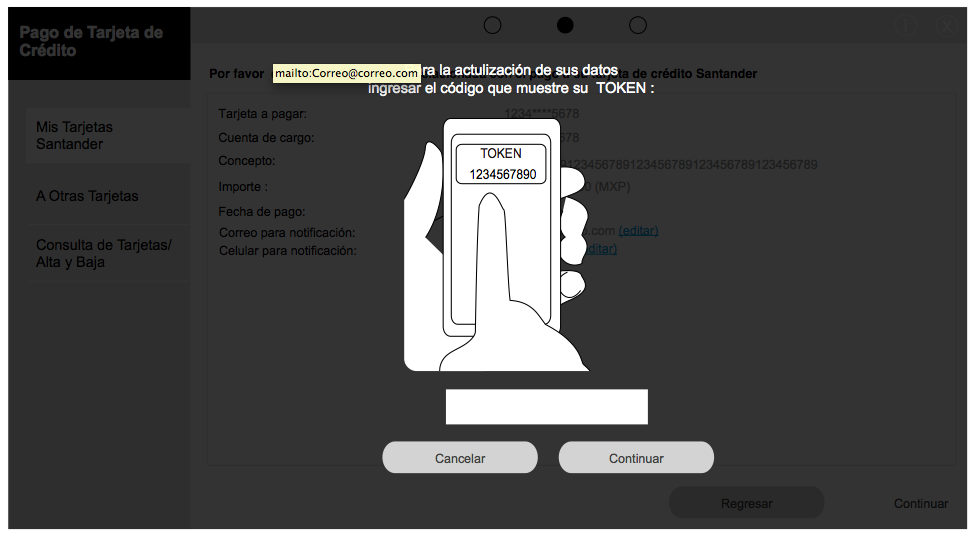 Pago de Tarjeta de
Crédito
Mis Tarjetas
Santander
A Otras Tarjetas
Consulta de Tarjetas/
Alta y Baja
Por favor
de crédito Santander
mailto:Correo@correo.com
ra la actulización de sus datos
ingresar el código que muestre su TOKEN :
Tarjeta a pagar: 1234****5678
Cuenta de cargo: 678
Concepto: 9123456789123456789123456789123456789
Importe : 0 (MXP)
Fecha de pago:
Correo para notificación: .com (editar)
Celular para notificación: ditar)
TOKEN
1234567890
Cancelar
Continuar
Regresar
Continuar